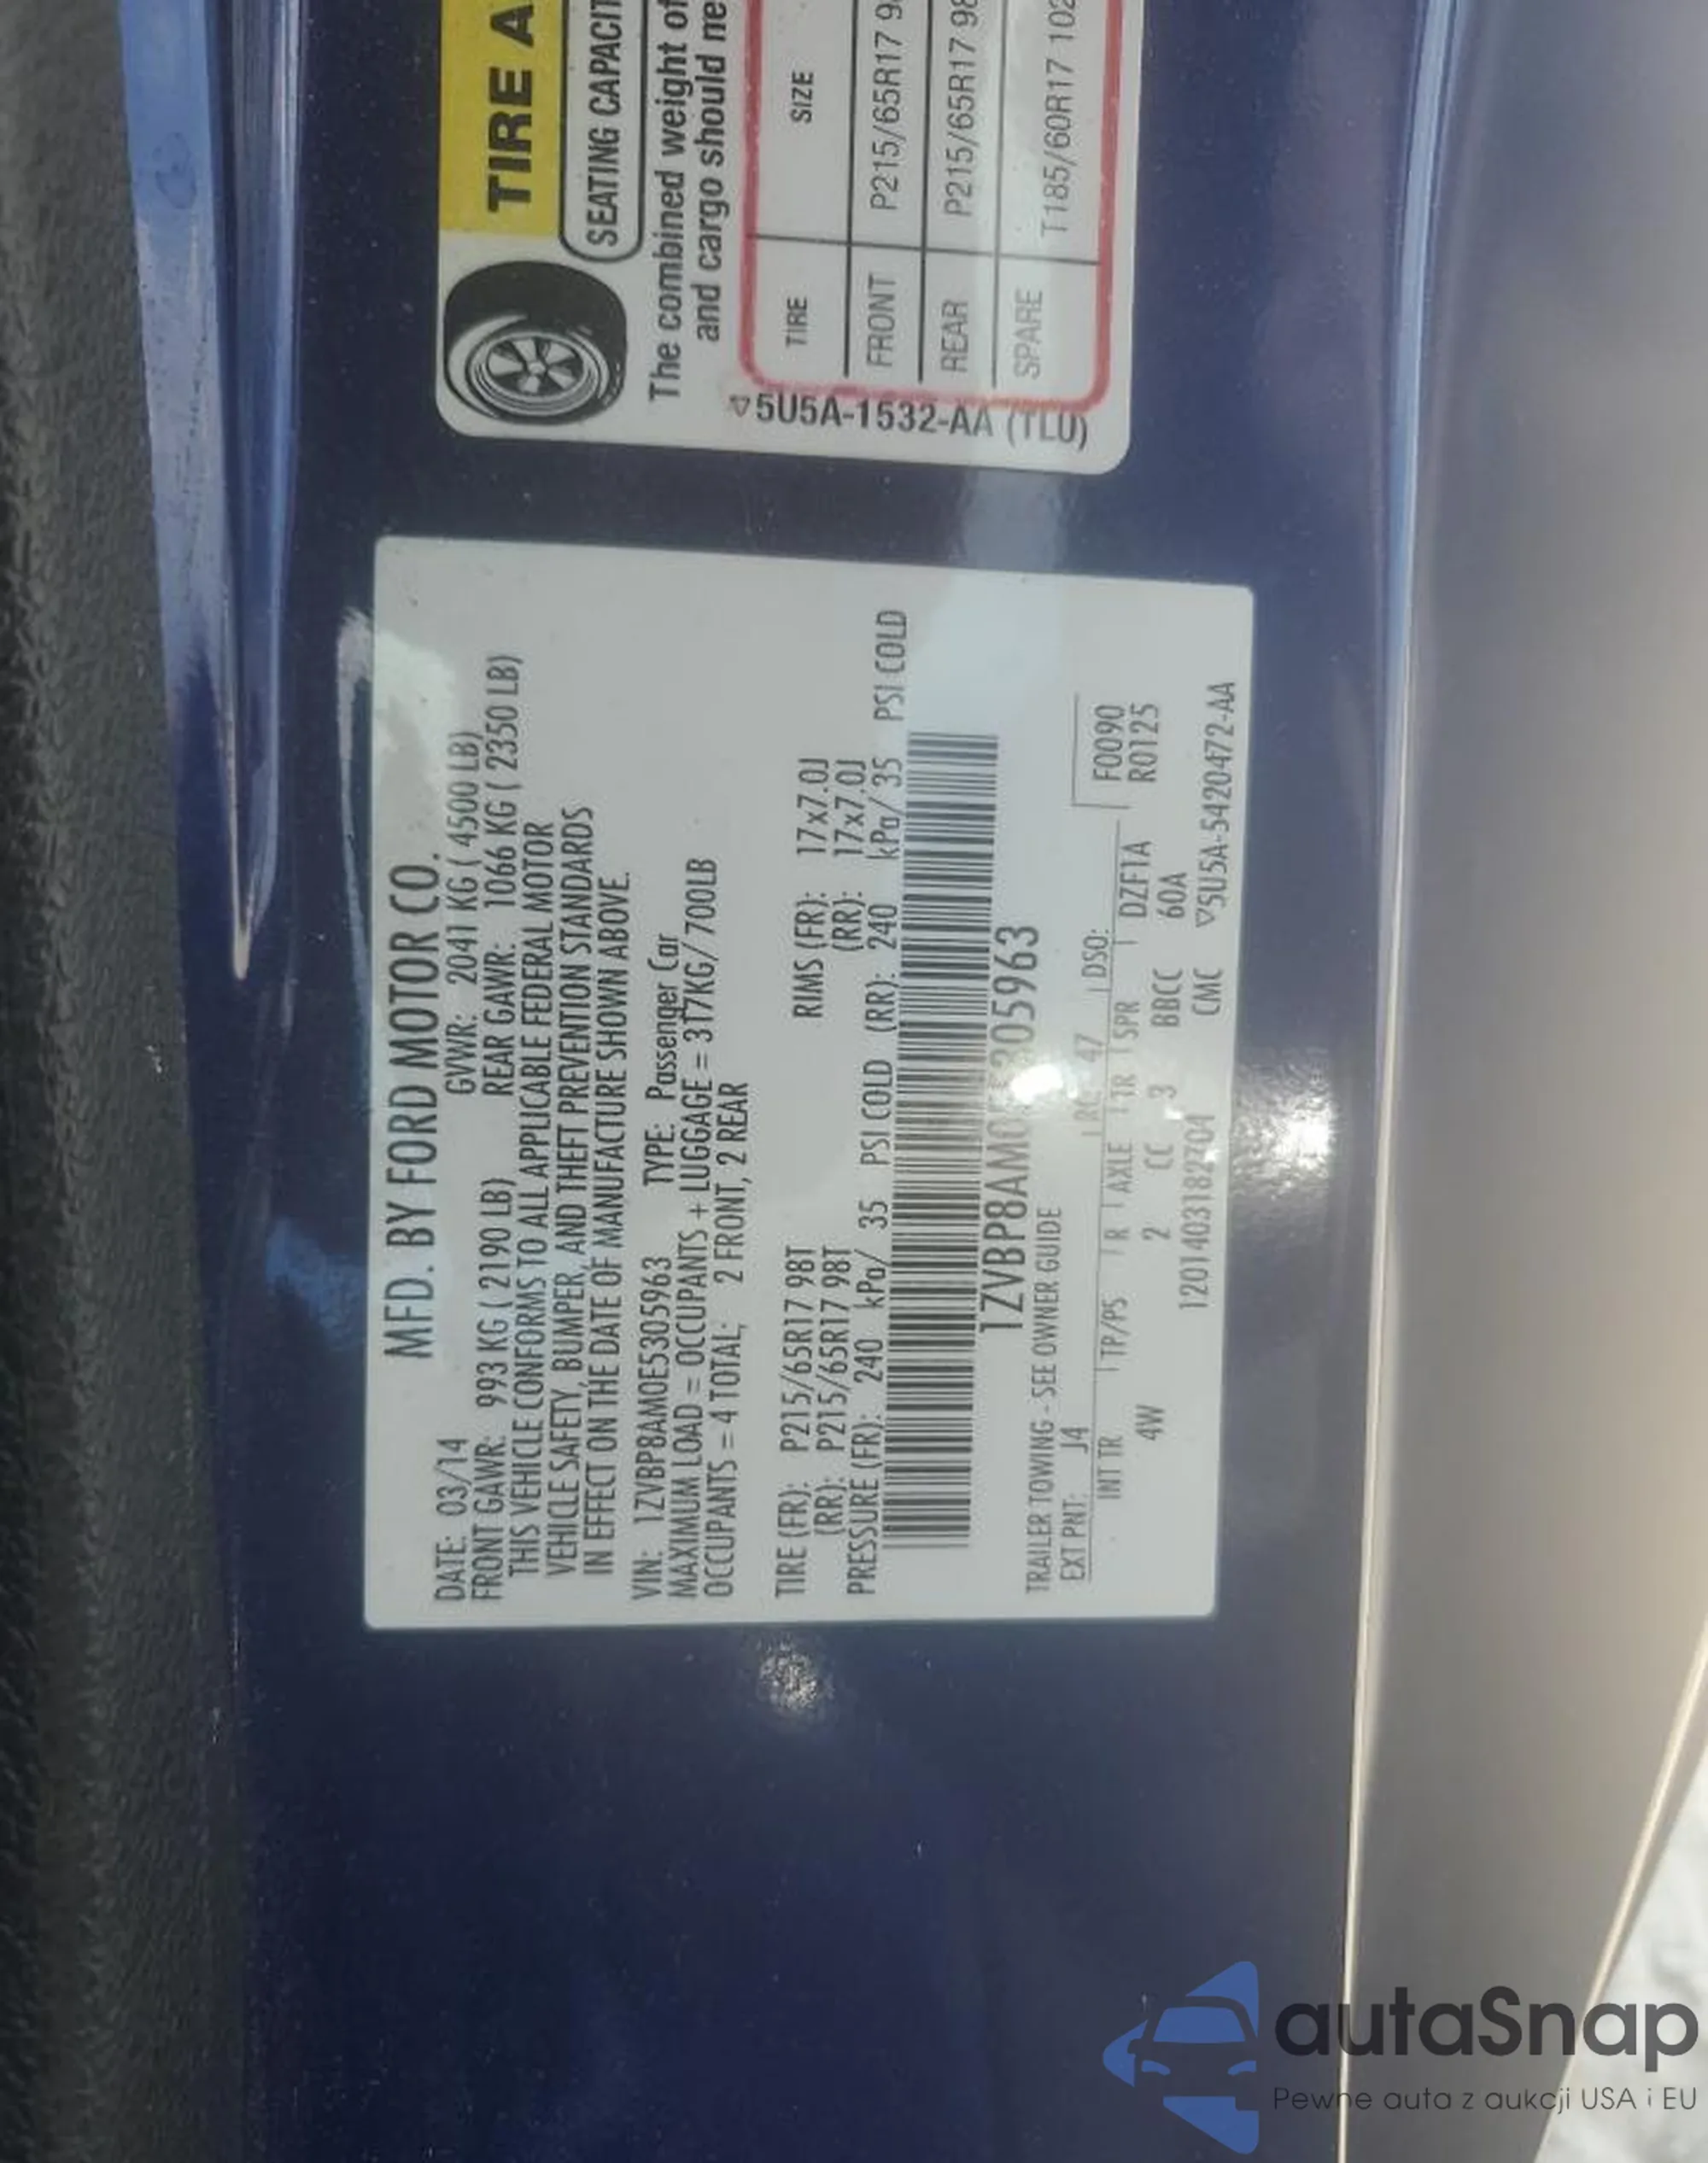 MFD. BY FORD MOTOR CO.
DATE: 03/14 GVWR: 2041 KG ( 4500 LB)
FRONT GAWR: 993 KG ( 2190 LB) REAR GAWR: 1066 KG ( 2350 LB)
THIS VEHICLE CONFORMS TO ALL APPLICABLE FEDERAL MOTOR
VEHICLE SAFETY, BUMPER, AND THEFT PREVENTION STANDARDS
IN EFFECT ON THE DATE OF MANUFACTURE SHOWN ABOVE.
VIN: 1ZVBP8AM0E5305963 TYPE: Passenger Car
MAXIMUM LOAD = OCCUPANTS + LUGGAGE = 317KG/700LB
OCCUPANTS = 4 TOTAL; 2 FRONT, 2 REAR
TIRE (FR): P215/65R17 98T RIMS (FR): 17x7.0J
(RR): P215/65R17 98T (RR): 17x7.0J
PRESSURE (FR): 240 kPa/ 35 PSI COLD (RR): 240 kPa/ 35 PSI COLD
1ZVBP8AM0E5305963
TRAILER TOWING - SEE OWNER GUIDE
EXT PNT: J4 RC: 47 DSO: F0090
INT TR TP/PS R AXLE TR SPR DZF1A R0125
4W 2 CC 3 BBCC 60A
12014031182704 CMC ▽5U5A-5420472-AA
TIRE A
SEATING CAPACIT
The combined weight of
and cargo should me
TIRE SIZE
FRONT P215/65R17 98
REAR P215/65R17 98
SPARE T185/60R17 102
▽5U5A-1532-AA (TLU)
autaSnap
Pewne auta z aukcji USA i EU